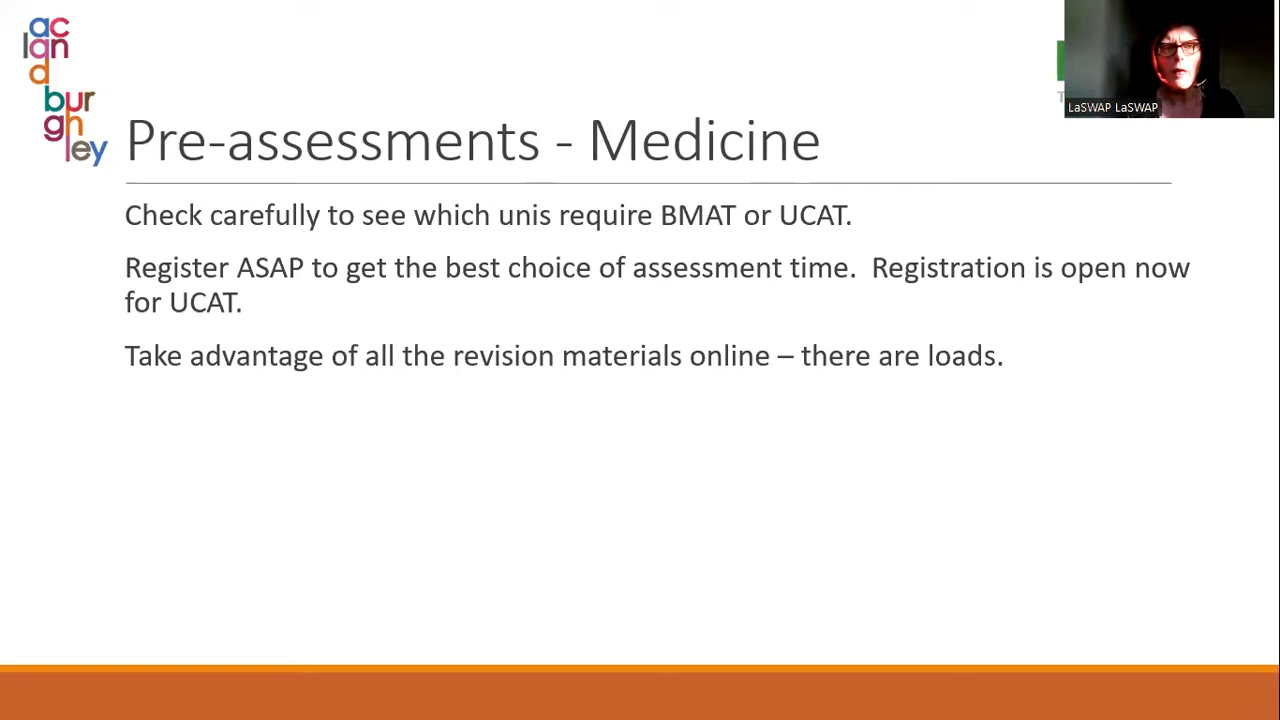 ac
lan
d
bur
gh
ley
LaSWAP LaSWAP
Pre-assessments - Medicine
Check carefully to see which unis require BMAT or UCAT.
Register ASAP to get the best choice of assessment time.  Registration is open now
for UCAT.
Take advantage of all the revision materials online – there are loads.